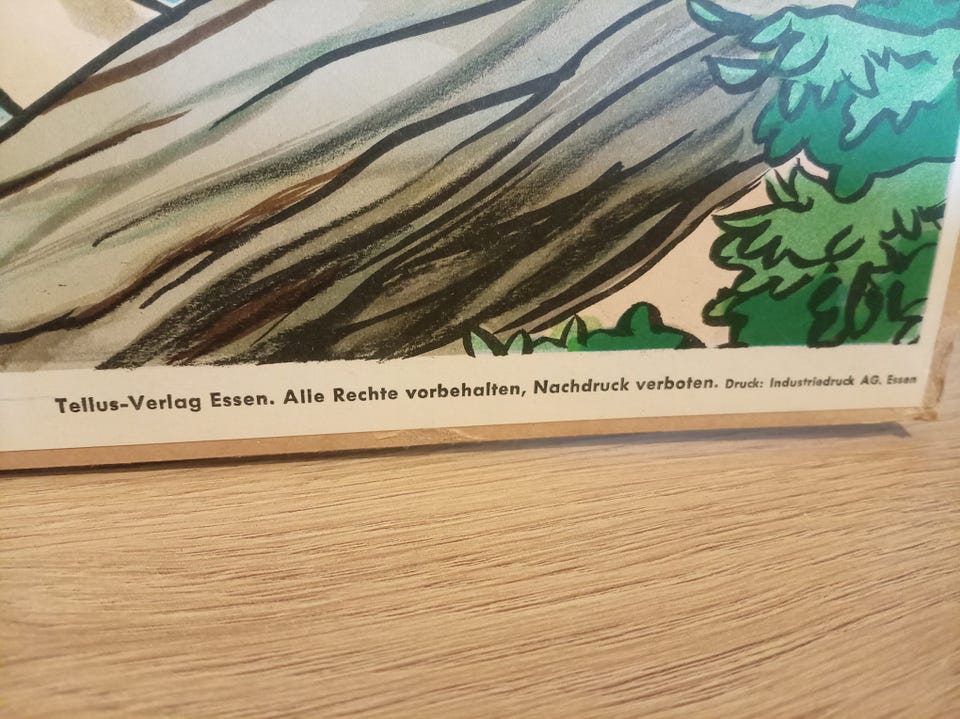 Tellus-Verlag Essen. Alle Rechte vorbehalten, Nachdruck verboten. Druck: Industriedruck AG. Essen